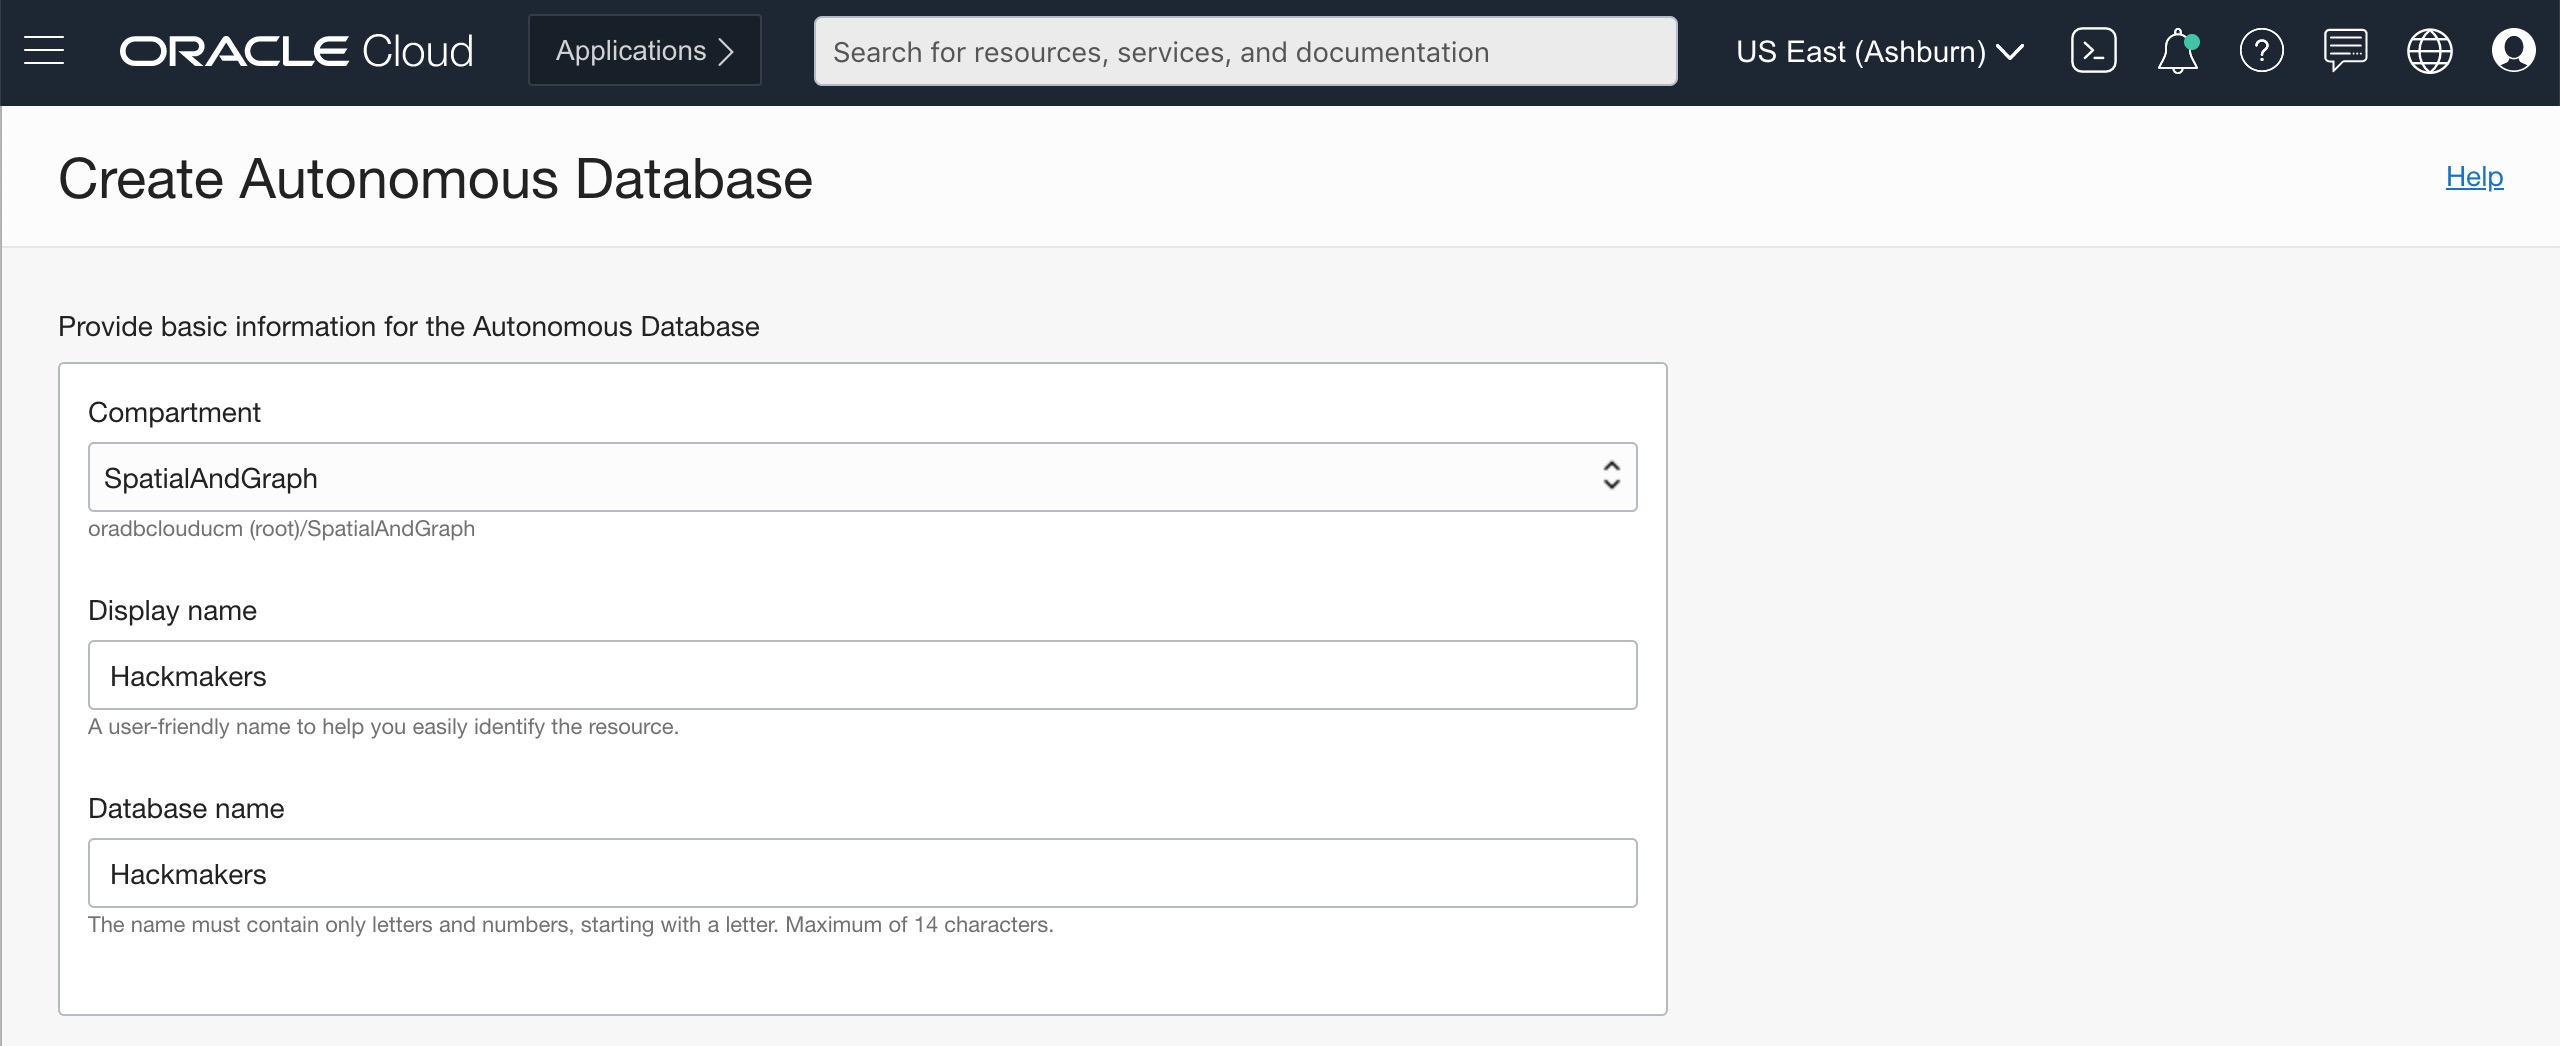 ORACLE Cloud
Applications
Search for resources, services, and documentation
US East (Ashburn)
Create Autonomous Database
Help
Provide basic information for the Autonomous Database
Compartment
SpatialAndGraph
oradbclouducm (root)/SpatialAndGraph
Display name
Hackmakers
A user-friendly name to help you easily identify the resource.
Database name
Hackmakers
The name must contain only letters and numbers, starting with a letter. Maximum of 14 characters.